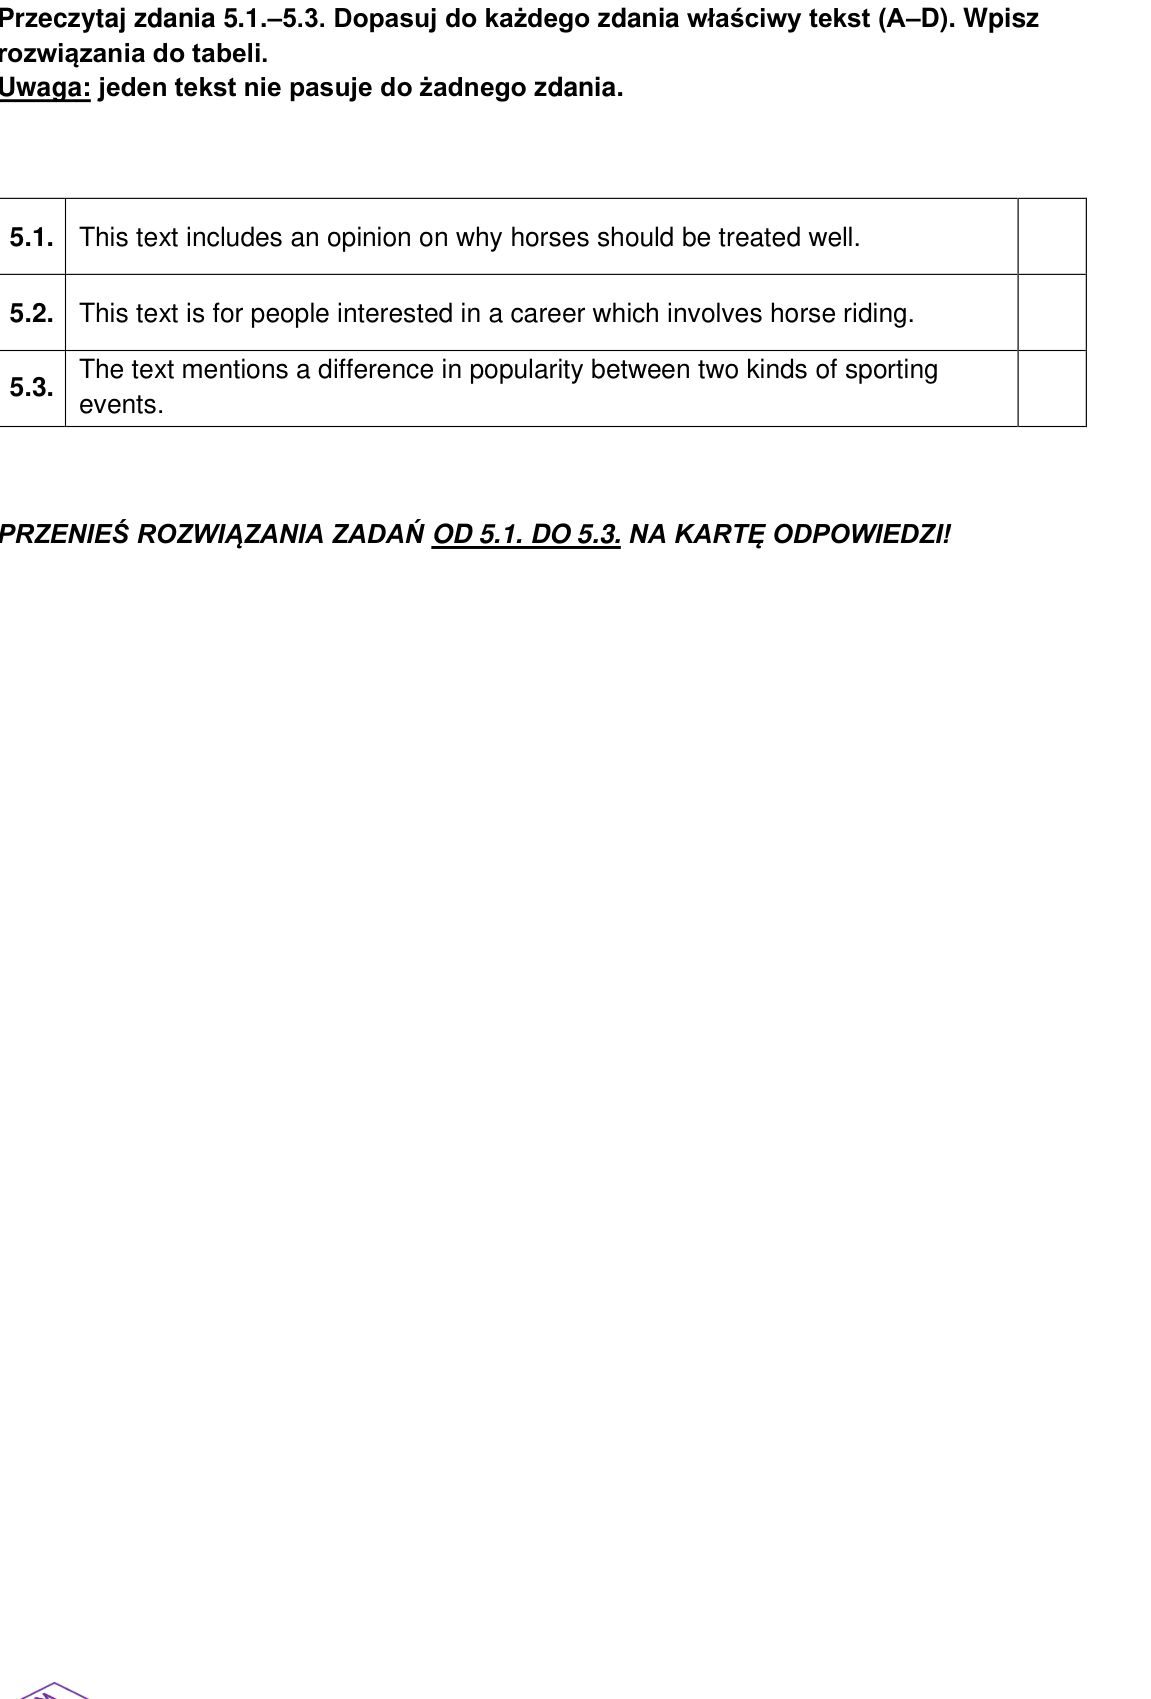 Przeczytaj zdania 5.1.–5.3. Dopasuj do każdego zdania właściwy tekst (A–D). Wpisz
rozwiązania do tabeli.
Uwaga: jeden tekst nie pasuje do żadnego zdania.
5.1. This text includes an opinion on why horses should be treated well.
5.2. This text is for people interested in a career which involves horse riding.
5.3. The text mentions a difference in popularity between two kinds of sporting
events.
PRZENIEŚ ROZWIĄZANIA ZADAŃ OD 5.1. DO 5.3. NA KARTĘ ODPOWIEDZI!